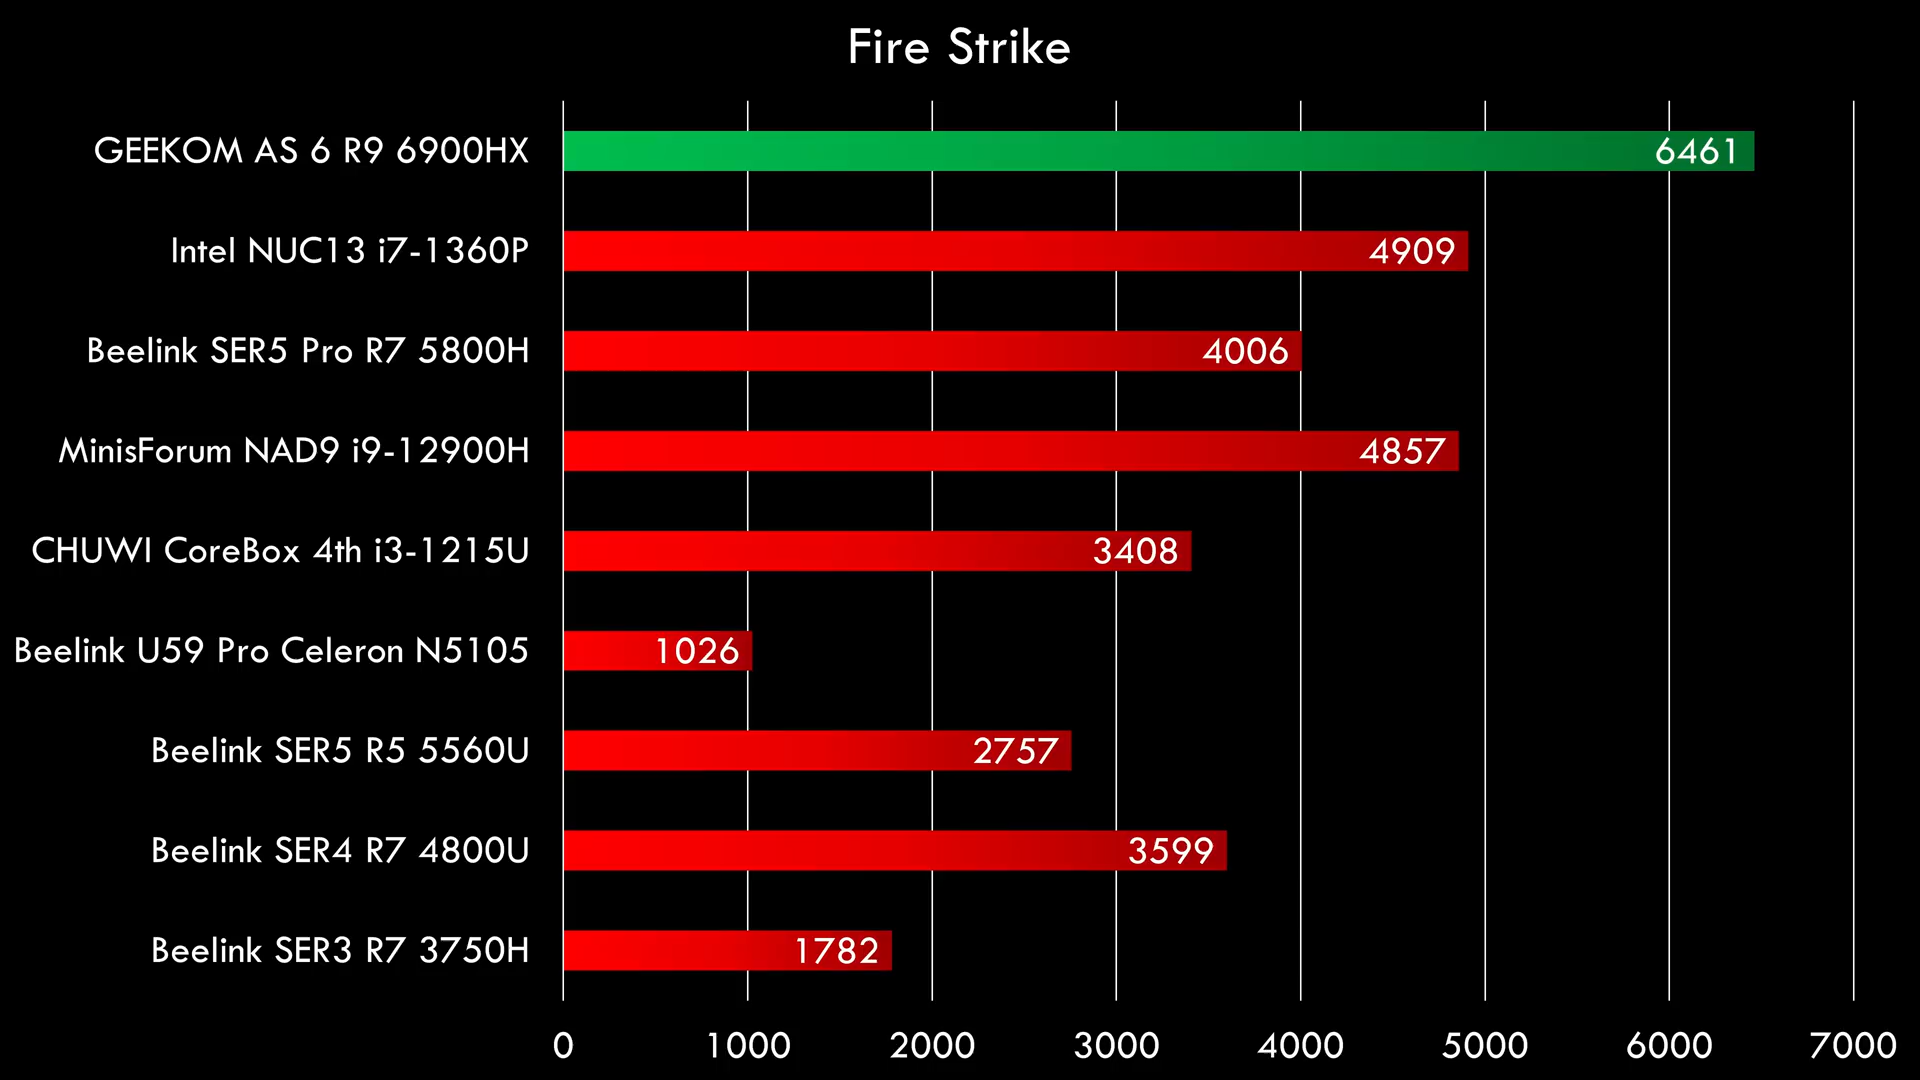 Fire Strike
GEEKOM AS 6 R9 6900HX 6461
Intel NUC13 i7-1360P 4909
Beelink SER5 Pro R7 5800H 4006
MinisForum NAD9 i9-12900H 4857
CHUWI CoreBox 4th i3-1215U 3408
Beelink U59 Pro Celeron N5105 1026
Beelink SER5 R5 5560U 2757
Beelink SER4 R7 4800U 3599
Beelink SER3 R7 3750H 1782
0 1000 2000 3000 4000 5000 6000 7000